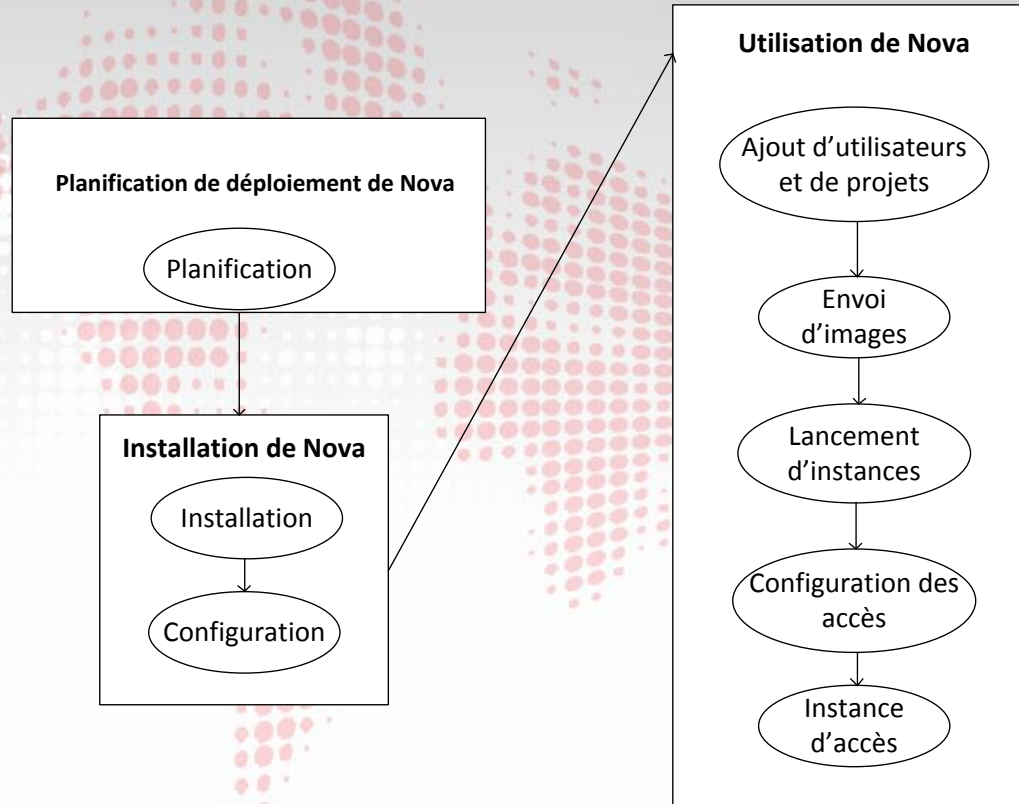 Planification de déploiement de Nova
Planification
Installation de Nova
Installation
Configuration
Utilisation de Nova
Ajout d’utilisateurs
et de projets
Envoi
d’images
Lancement
d’instances
Configuration des
accès
Instance
d’accès